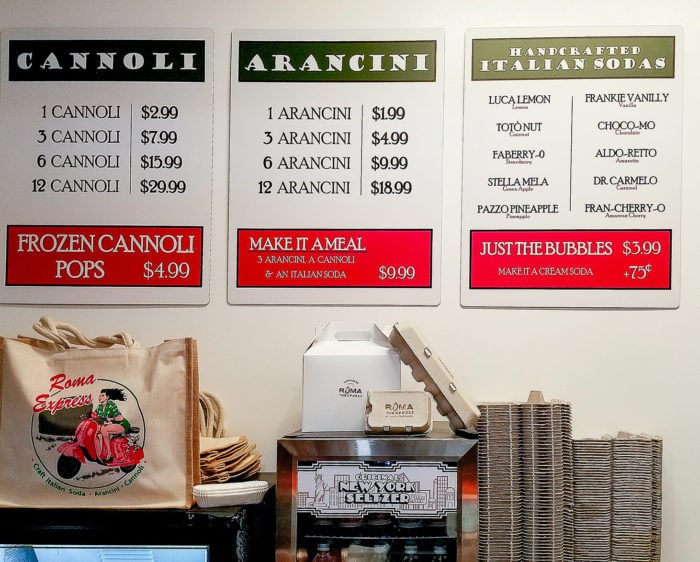 CANNOLI
1 CANNOLI $2.99
3 CANNOLI $7.99
6 CANNOLI $15.99
12 CANNOLI $29.99
FROZEN CANNOLI
POPS $4.99
ARANCINI
1 ARANCINI $1.99
3 ARANCINI $4.99
6 ARANCINI $9.99
12 ARANCINI $18.99
MAKE IT A MEAL
3 ARANCINI, A CANNOLI
& AN ITALIAN SODA $9.99
HANDCRAFTED
ITALIAN SODAS
LUCA LEMON
Lemon
TOTÒ NUT
Coconut
FABERRY-O
Strawberry
STELLA MELA
Green Apple
PAZZO PINEAPPLE
Pineapple
FRANKIE VANILLY
Vanilla
CHOCO-MO
Chocolate
ALDO-RETTO
Amaretto
DR. CARMELO
Caramel
FRAN-CHERRY-O
Amarena Cherry
JUST THE BUBBLES $3.99
MAKE IT A CREAM SODA +75¢
Roma
Express
· Craft Italian Soda · Arancini · Cannoli ·
ROMA
ROMA
ORIGINAL
NEW YORK
SELTZER